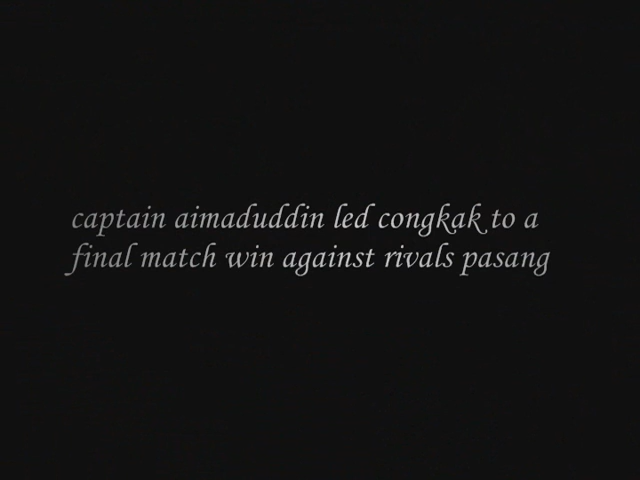 captain aimaduddin led congkak to a
final match win against rivals pasang